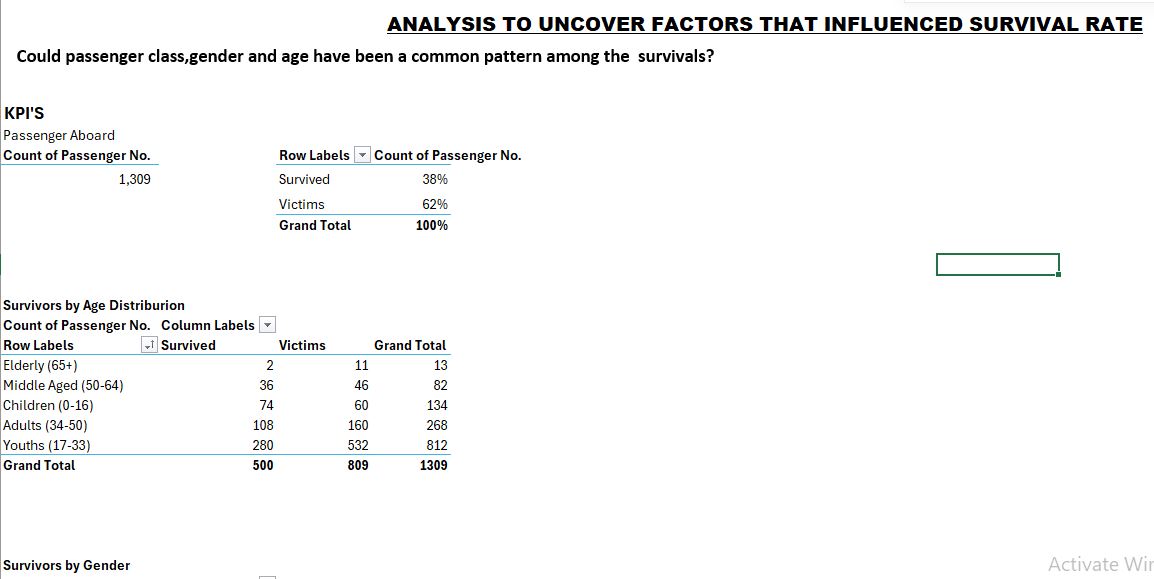 ANALYSIS TO UNCOVER FACTORS THAT INFLUENCED SURVIVAL RATE
Could passenger class,gender and age have been a common pattern among the survivals?
KPI'S
Passenger Aboard
Count of Passenger No.
1,309
Row Labels Count of Passenger No.
Survived 38%
Victims 62%
Grand Total 100%
Survivors by Age Distriburion
Count of Passenger No. Column Labels
Row Labels Survived Victims Grand Total
Elderly (65+) 2 11 13
Middle Aged (50-64) 36 46 82
Children (0-16) 74 60 134
Adults (34-50) 108 160 268
Youths (17-33) 280 532 812
Grand Total 500 809 1309
Survivors by Gender
Activate Wir